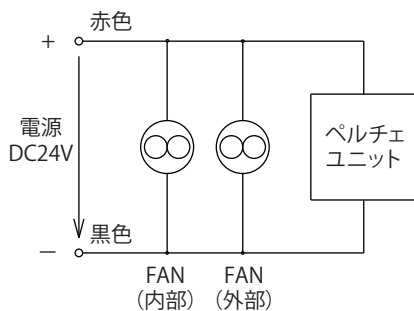 +
赤色
電源
DC24V
ペルチェ
ユニット
−
黒色
FAN
(内部)
FAN
(外部)